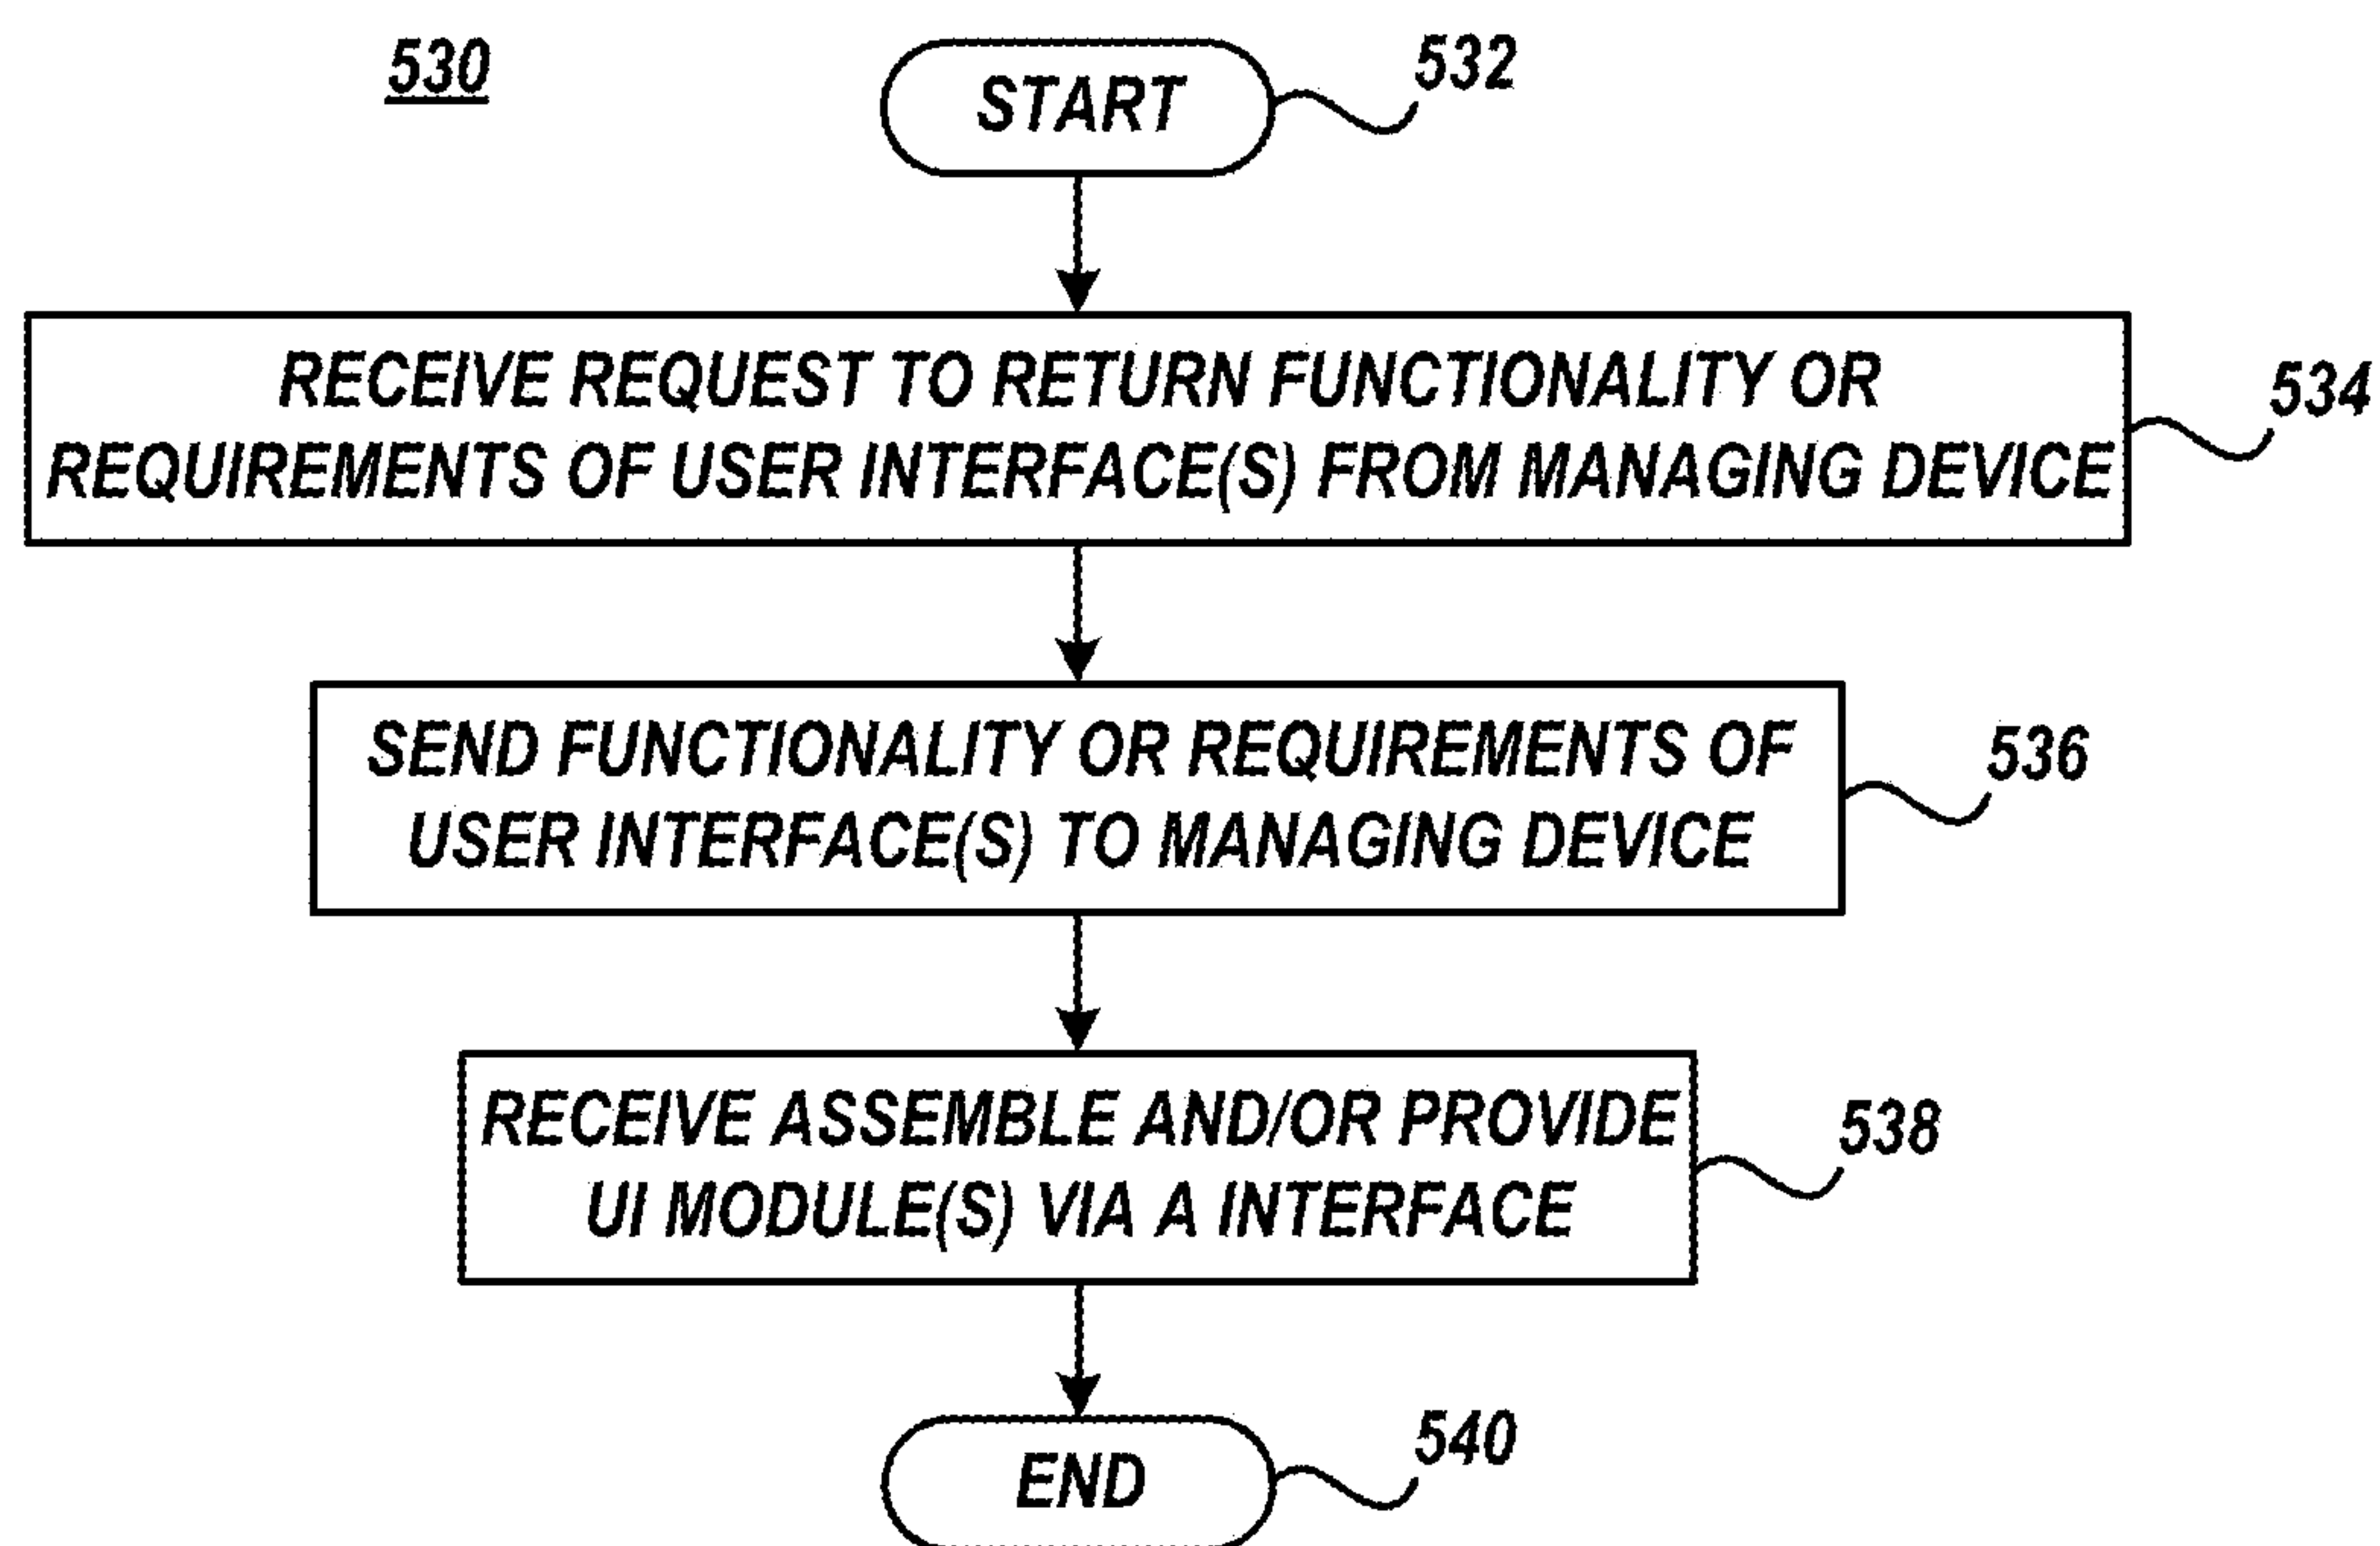 530
START
532
RECEIVE REQUEST TO RETURN FUNCTIONALITY OR
REQUIREMENTS OF USER INTERFACE(S) FROM MANAGING DEVICE
534
SEND FUNCTIONALITY OR REQUIREMENTS OF
USER INTERFACE(S) TO MANAGING DEVICE
536
RECEIVE ASSEMBLE AND/OR PROVIDE
UI MODULE(S) VIA A INTERFACE
538
END
540